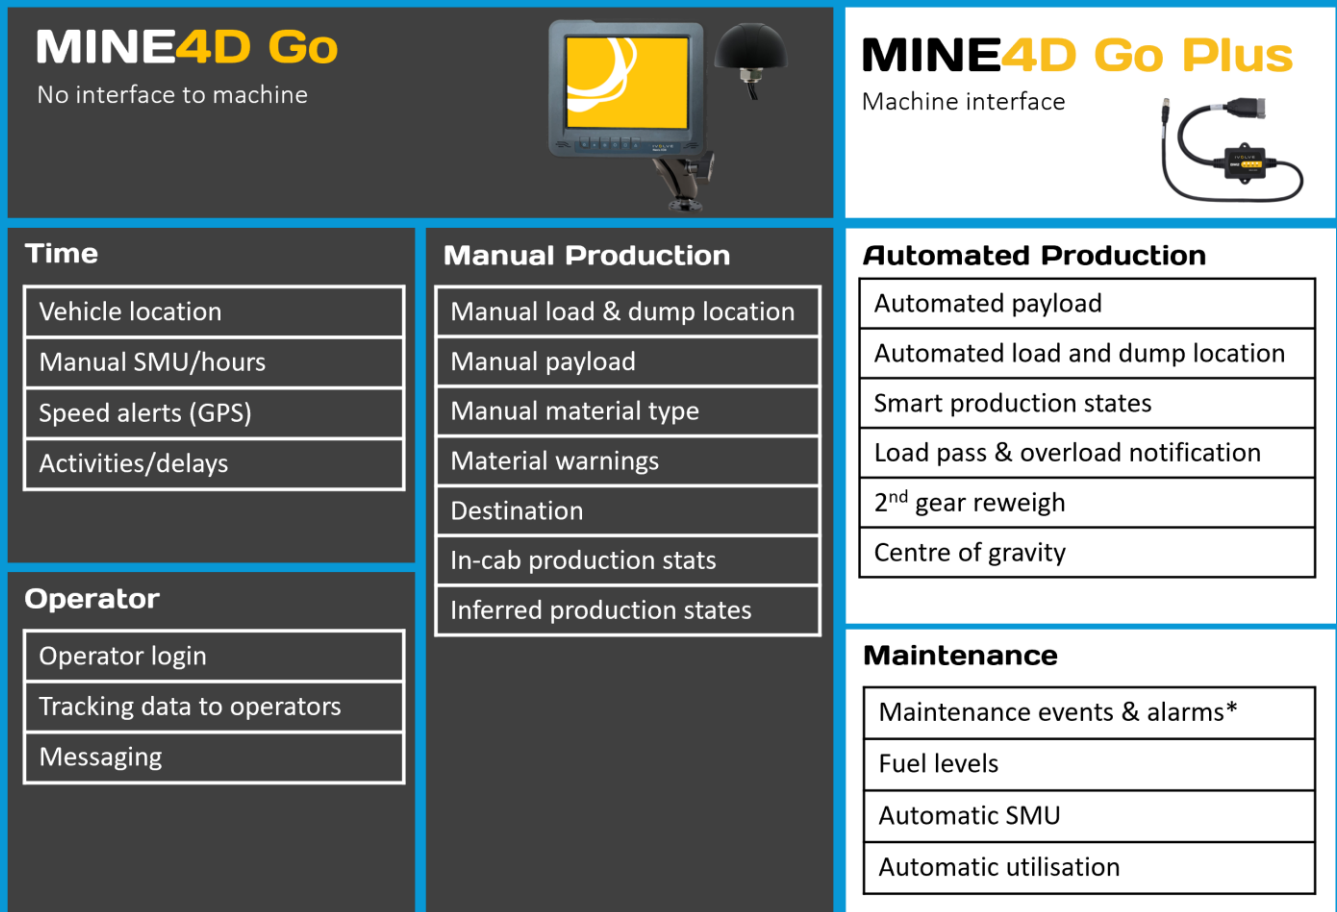 MINE4D Go
No interface to machine
IVOLVE
MINE4D Go Plus
Machine interface
IVOLVE
Time
Vehicle location
Manual SMU/hours
Speed alerts (GPS)
Activities/delays
Operator
Operator login
Tracking data to operators
Messaging
Manual Production
Manual load & dump location
Manual payload
Manual material type
Material warnings
Destination
In-cab production stats
Inferred production states
Automated Production
Automated payload
Automated load and dump location
Smart production states
Load pass & overload notification
2nd gear reweigh
Centre of gravity
Maintenance
Maintenance events & alarms*
Fuel levels
Automatic SMU
Automatic utilisation